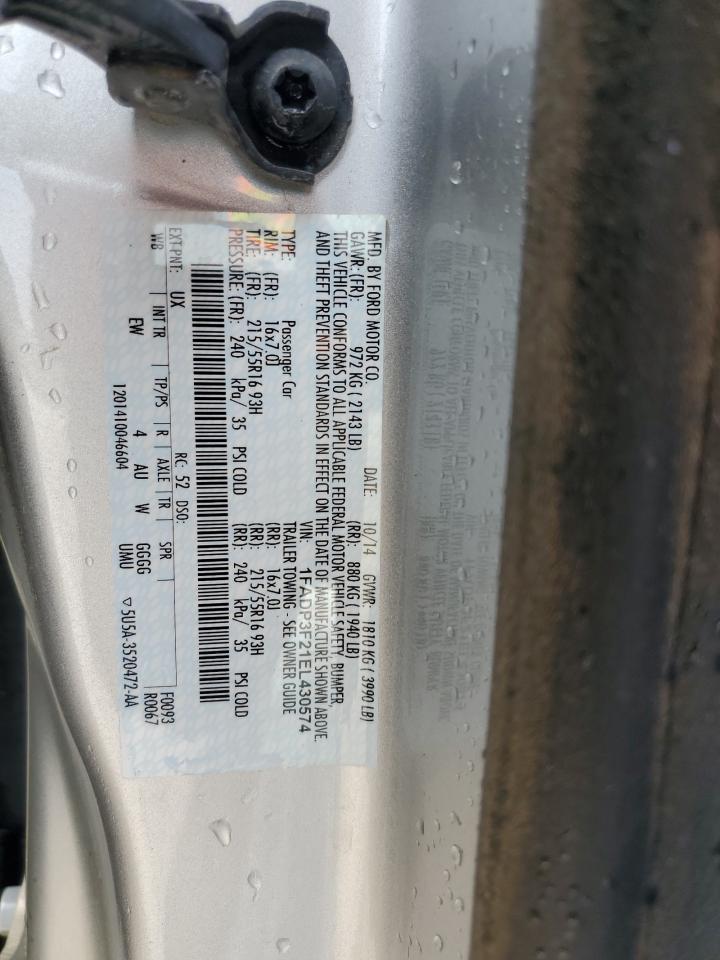 MFD. BY FORD MOTOR CO. DATE: 10/14 GVWR: 1810 KG ( 3990 LB)
GAWR: (FR): 972 KG ( 2143 LB) (RR): 880 KG ( 1940 LB)
THIS VEHICLE CONFORMS TO ALL APPLICABLE FEDERAL MOTOR VEHICLE SAFETY, BUMPER,
AND THEFT PREVENTION STANDARDS IN EFFECT ON THE DATE OF MANUFACTURE SHOWN ABOVE.
VIN: 1FADP3F21EL430574
TYPE: Passenger Car TRAILER TOWING - SEE OWNER GUIDE
RIM: (FR): 16x7.0J (RR): 16x7.0J
TIRE: (FR): 215/55R16 93H (RR): 215/55R16 93H
PRESSURE: (FR): 240 kPa/ 35 PSI COLD (RR): 240 kPa/ 35 PSI COLD
EXT PNT: UX RC: 52 DSO: F0093
WB INT TR TP/PS R AXLE TR SPR R0067
EW 4 AU W GGGG
1201410046604 UMU ▽ 5U5A-3520472-AA